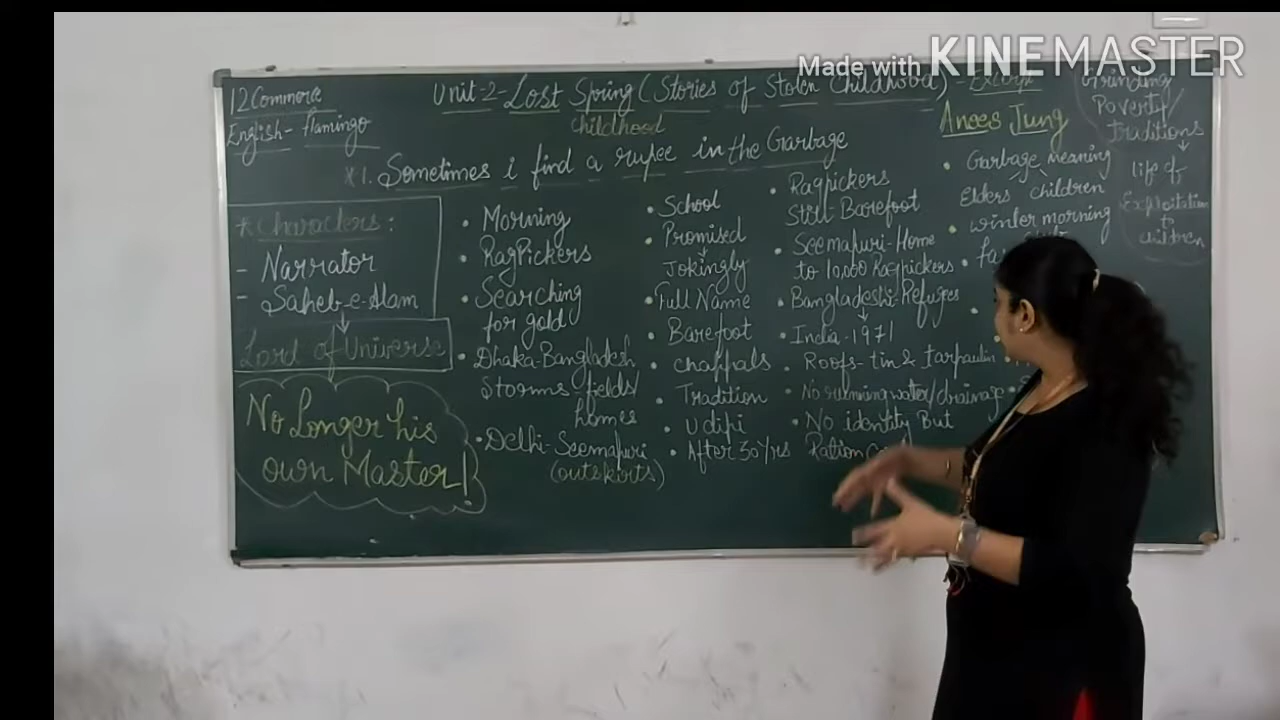 Made with KINEMASTER
12 Commerce
English- flamingo
Unit-2-Lost Spring (Stories of Stolen Childhood) - Excerpt
Childhood
Anees Jung
*1. Sometimes i find a rupee in the Garbage
* Characters:
- Narrator
- Saheb-e-Alam
↓
Lord of Universe
No Longer his
own Master!
• Morning
• RagPickers
• Searching
for gold
• Dhaka-Bangladesh
Storms-fields/
homes
• Delhi-Seemapuri
(outskirts)
• School
• Promised
↓
Jokingly
• Full Name
• Barefoot
• chappals
• Tradition
• Udipi
• After 30 Yrs
• Ragpickers
Still-Barefoot
• Seemapuri-Home
to 10,000 Ragpickers
• Bangladeshi-Refuges
↓
• India-1971
• Roofs-tin & tarpaulin
• No running water/drainage
• No identity But
Ration
• Garbage meaning
Elders children
• winter morning
•
Grinding
Poverty/
traditions
↓
life of
Exploitation
to
children